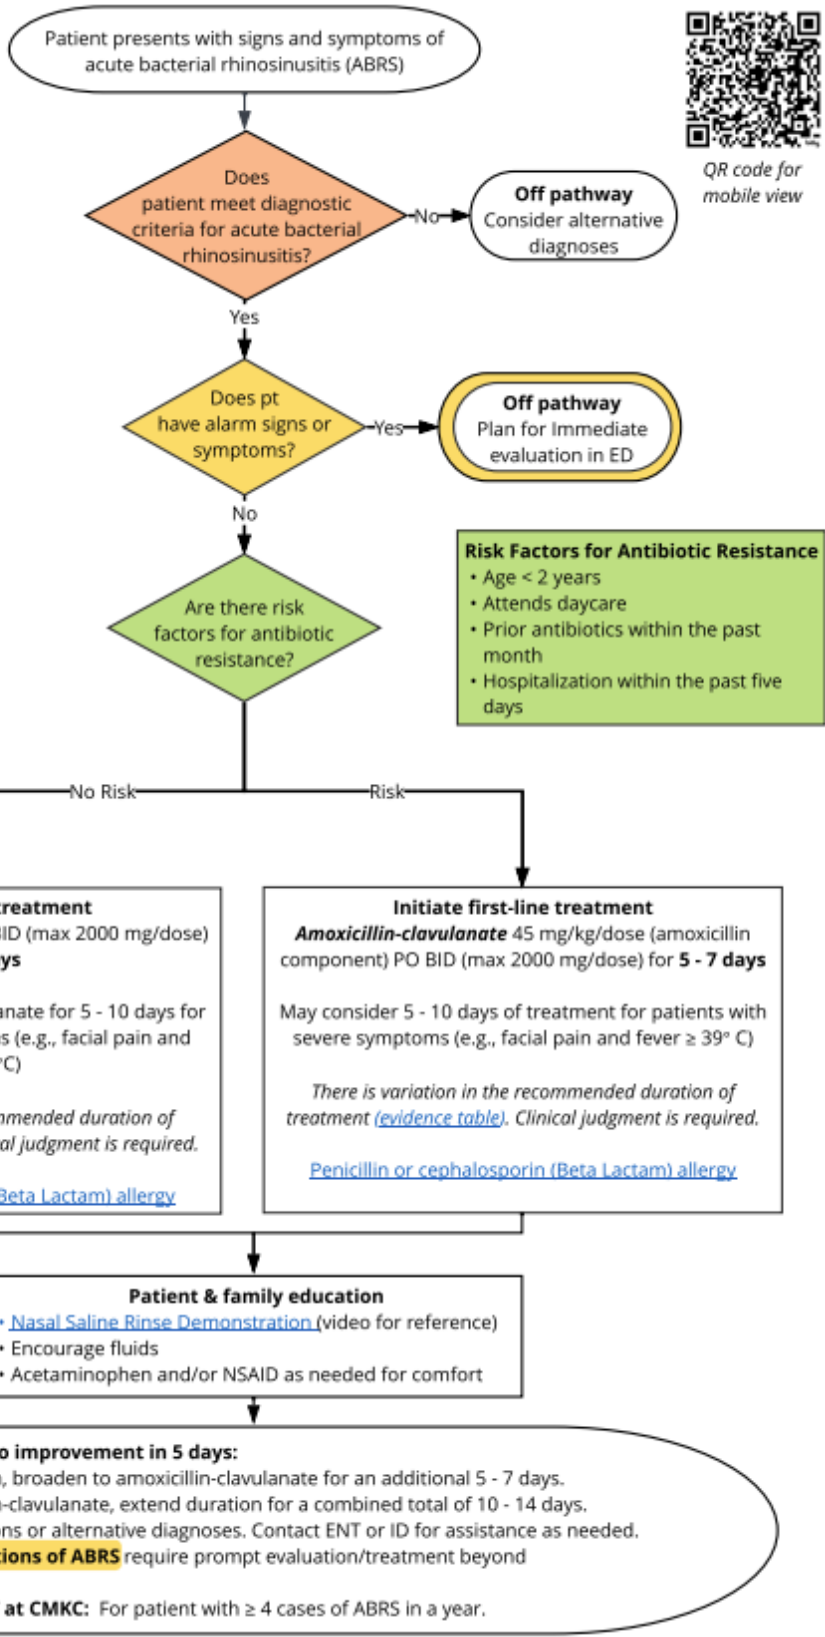 Patient presents with signs and symptoms of
acute bacterial rhinosinusitis (ABRS)
QR code for
mobile view
Does
patient meet diagnostic
criteria for acute bacterial
rhinosinusitis?
No
Off pathway
Consider alternative
diagnoses
Yes
Does pt
have alarm signs or
symptoms?
Yes
Off pathway
Plan for Immediate
evaluation in ED
No
Are there risk
factors for antibiotic
resistance?
Risk Factors for Antibiotic Resistance
• Age < 2 years
• Attends daycare
• Prior antibiotics within the past
month
• Hospitalization within the past five
days
No Risk
Risk
treatment
BID (max 2000 mg/dose)
ys
anate for 5 - 10 days for
s (e.g., facial pain and
°C)
mmended duration of
al judgment is required.
Beta Lactam) allergy
Initiate first-line treatment
Amoxicillin-clavulanate 45 mg/kg/dose (amoxicillin
component) PO BID (max 2000 mg/dose) for 5 - 7 days
May consider 5 - 10 days of treatment for patients with
severe symptoms (e.g., facial pain and fever ≥ 39° C)
There is variation in the recommended duration of
treatment (evidence table). Clinical judgment is required.
Penicillin or cephalosporin (Beta Lactam) allergy
Patient & family education
• Nasal Saline Rinse Demonstration (video for reference)
• Encourage fluids
• Acetaminophen and/or NSAID as needed for comfort
o improvement in 5 days:
, broaden to amoxicillin-clavulanate for an additional 5 - 7 days.
-clavulanate, extend duration for a combined total of 10 - 14 days.
ns or alternative diagnoses. Contact ENT or ID for assistance as needed.
tions of ABRS require prompt evaluation/treatment beyond
at CMKC: For patient with ≥ 4 cases of ABRS in a year.